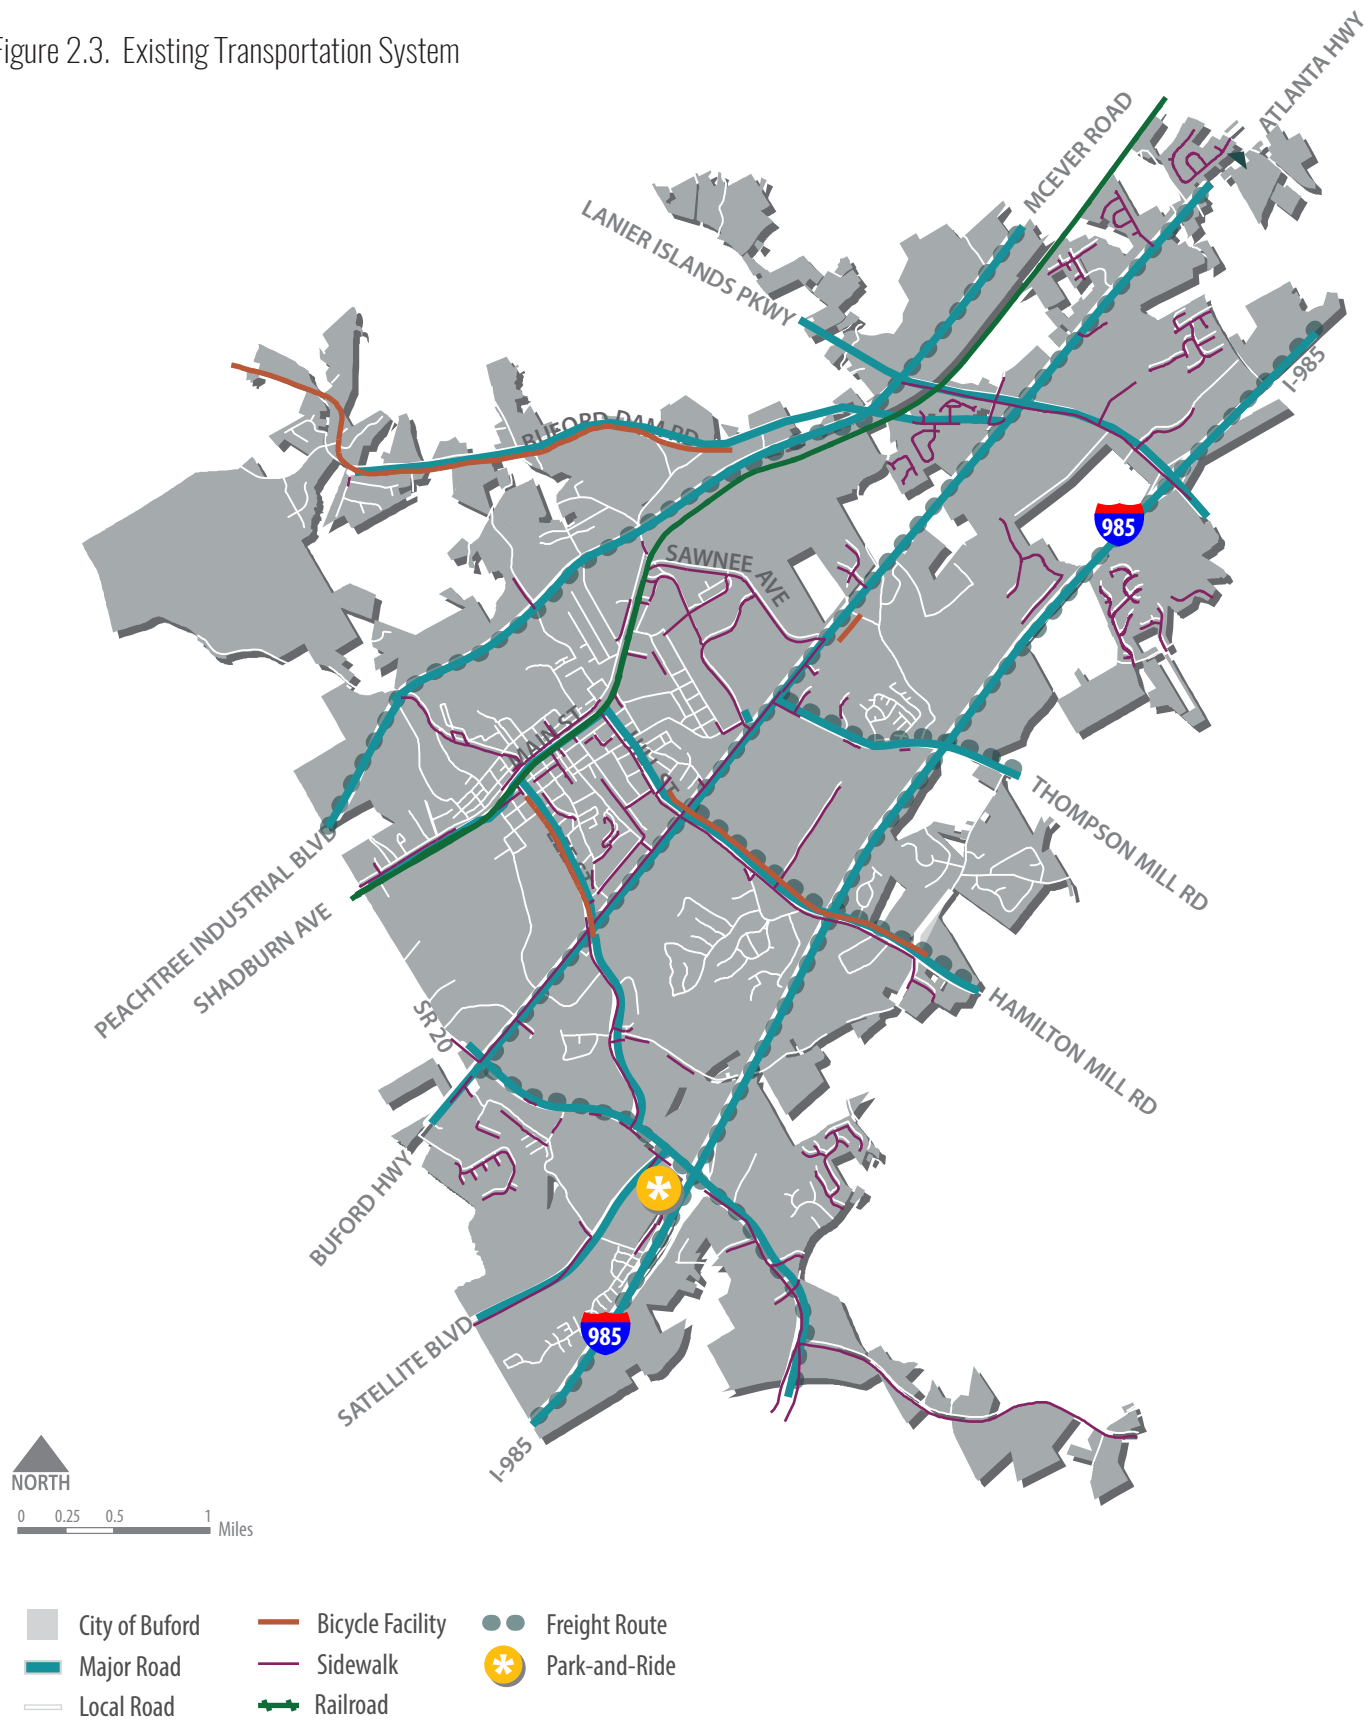 Figure 2.3. Existing Transportation System
ATLANTA HWY
MCEVER ROAD
LANIER ISLANDS PKWY
I-985
BUFORD DAM RD
985
SAWNEE AVE
MAIN ST
HILL ST
THOMPSON MILL RD
PEACHTREE INDUSTRIAL BLVD
SHADBURN AVE
SR 20
HAMILTON MILL RD
BUFORD HWY
985
SATELLITE BLVD
I-985
NORTH
0 0.25 0.5 1 Miles
City of Buford
Major Road
Local Road
Bicycle Facility
Sidewalk
Railroad
Freight Route
Park-and-Ride